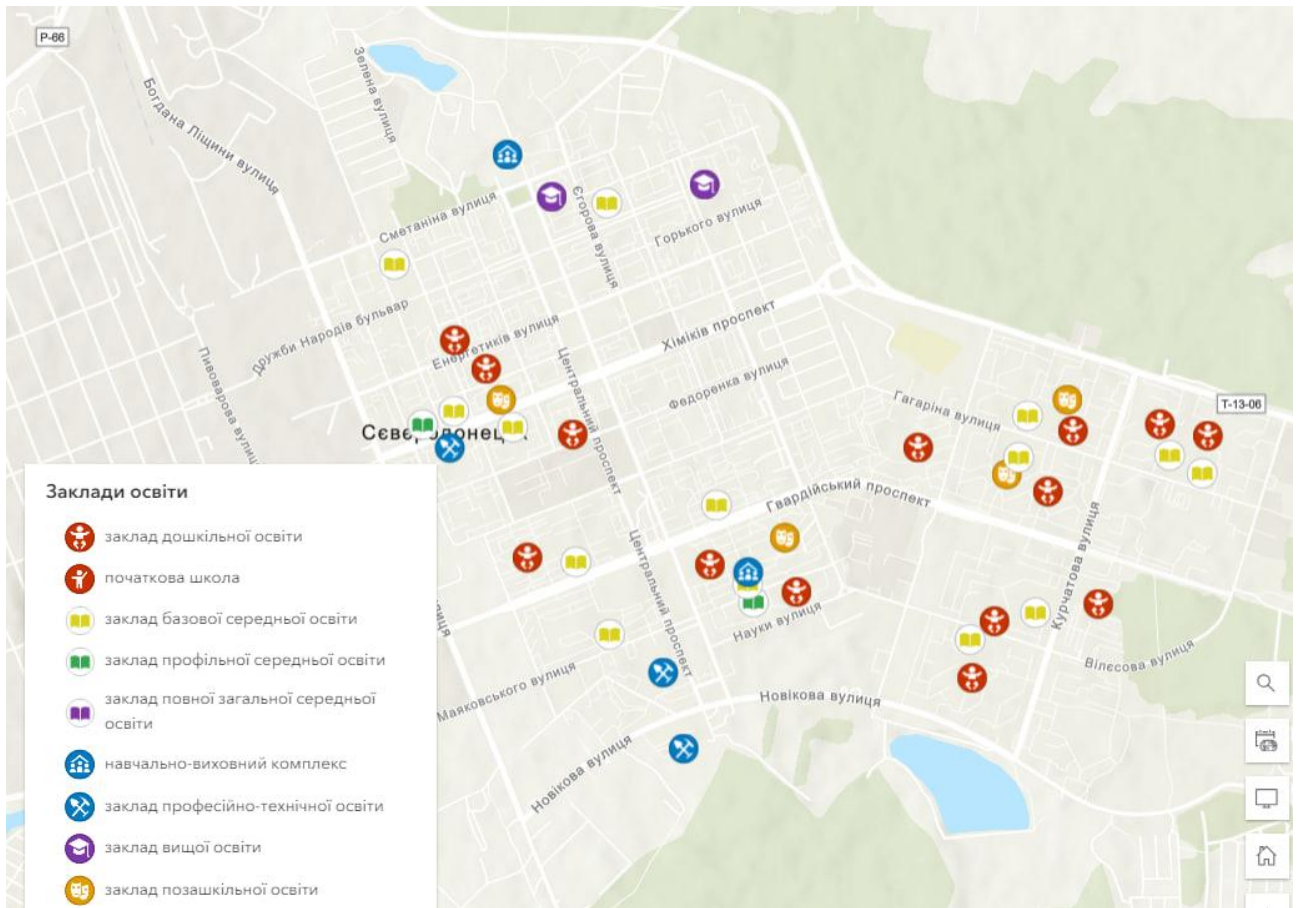 Р-66
Зелена вулиця
Богдана Ліщини вулиця
Сметаніна вулиця
Єгорова вулиця
Горького вулиця
Дружби Народів бульвар
Енергетиків вулиця
Хіміків проспект
Пивоварова вулиця
Центральний проспект
Федоренка вулиця
Гагаріна вулиця
Т-13-06
Гвардійський проспект
Центральний проспект
Курчатова вулиця
Науки вулиця
Вілєсова вулиця
Маяковського вулиця
Новікова вулиця
Новікова вулиця
вулиця
Заклади освіти
заклад дошкільної освіти
початкова школа
заклад базової середньої освіти
заклад профільної середньої освіти
заклад повної загальної середньої
освіти
навчально-виховний комплекс
заклад професійно-технічної освіти
заклад вищої освіти
заклад позашкільної освіти